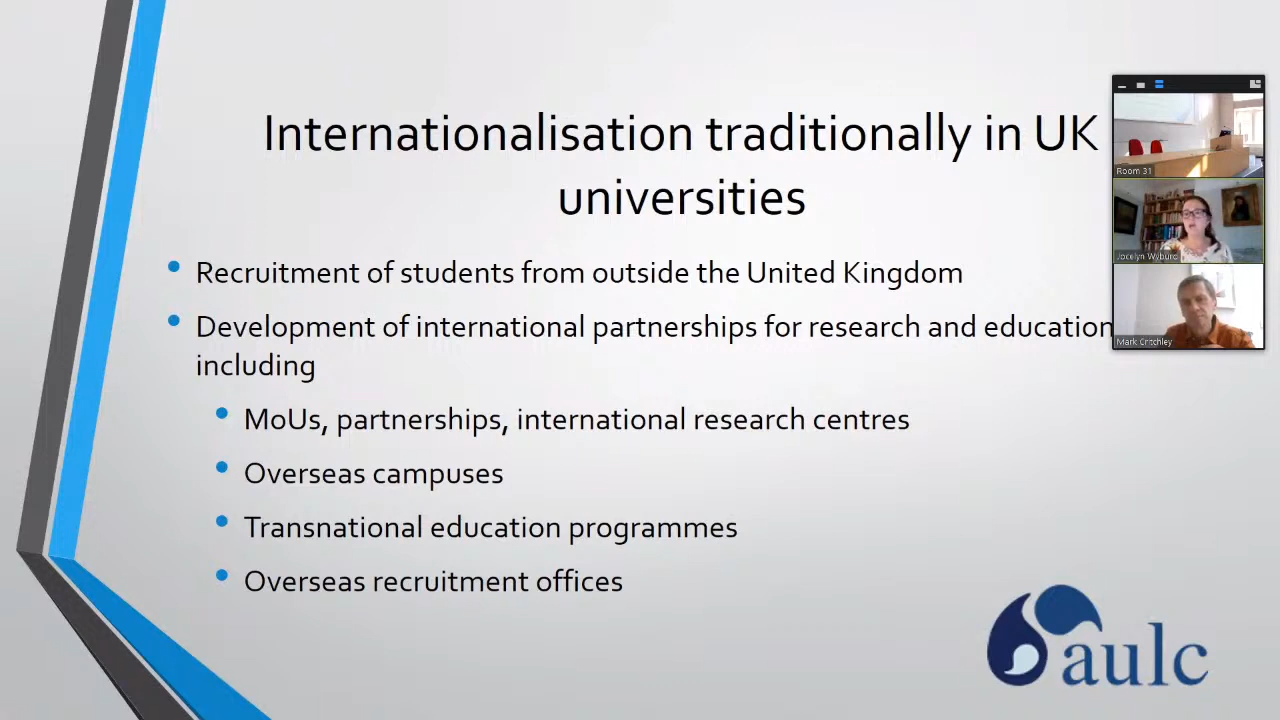 Internationalisation traditionally in UK
universities
Recruitment of students from outside the United Kingdom
Development of international partnerships for research and education
including
MoUs, partnerships, international research centres
Overseas campuses
Transnational education programmes
Overseas recruitment offices
Room 31
Jocelyn Wyburd
Mark Critchley
aulc